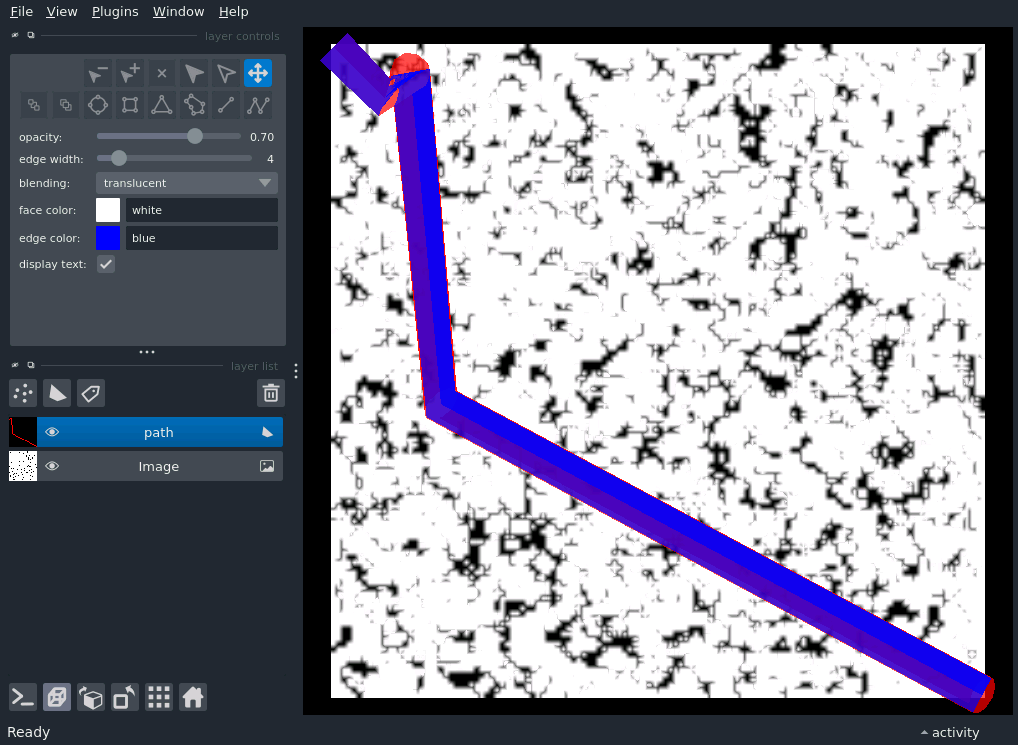 File View Plugins Window Help
layer controls
opacity: 0.70
edge width: 4
blending: translucent
face color: white
edge color: blue
display text:
layer list
path
Image
Ready activity